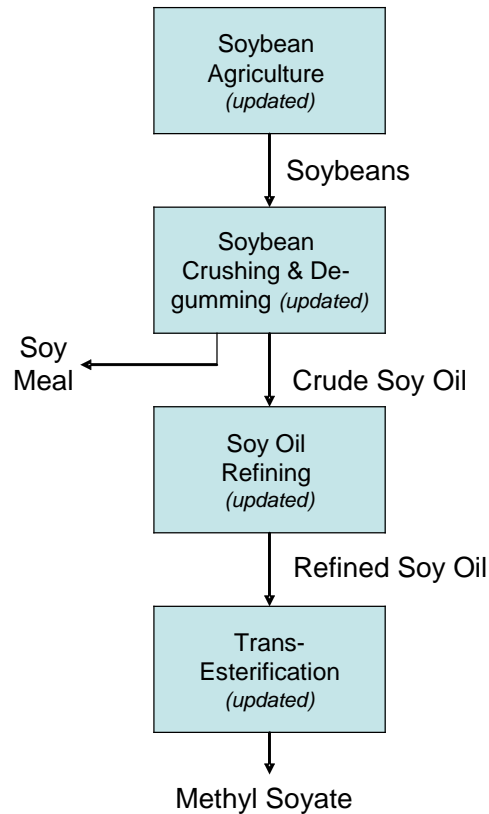 Soybean
Agriculture
(updated)
Soybeans
Soybean
Crushing & De-
gumming (updated)
Soy
Meal
Crude Soy Oil
Soy Oil
Refining
(updated)
Refined Soy Oil
Trans-
Esterification
(updated)
Methyl Soyate